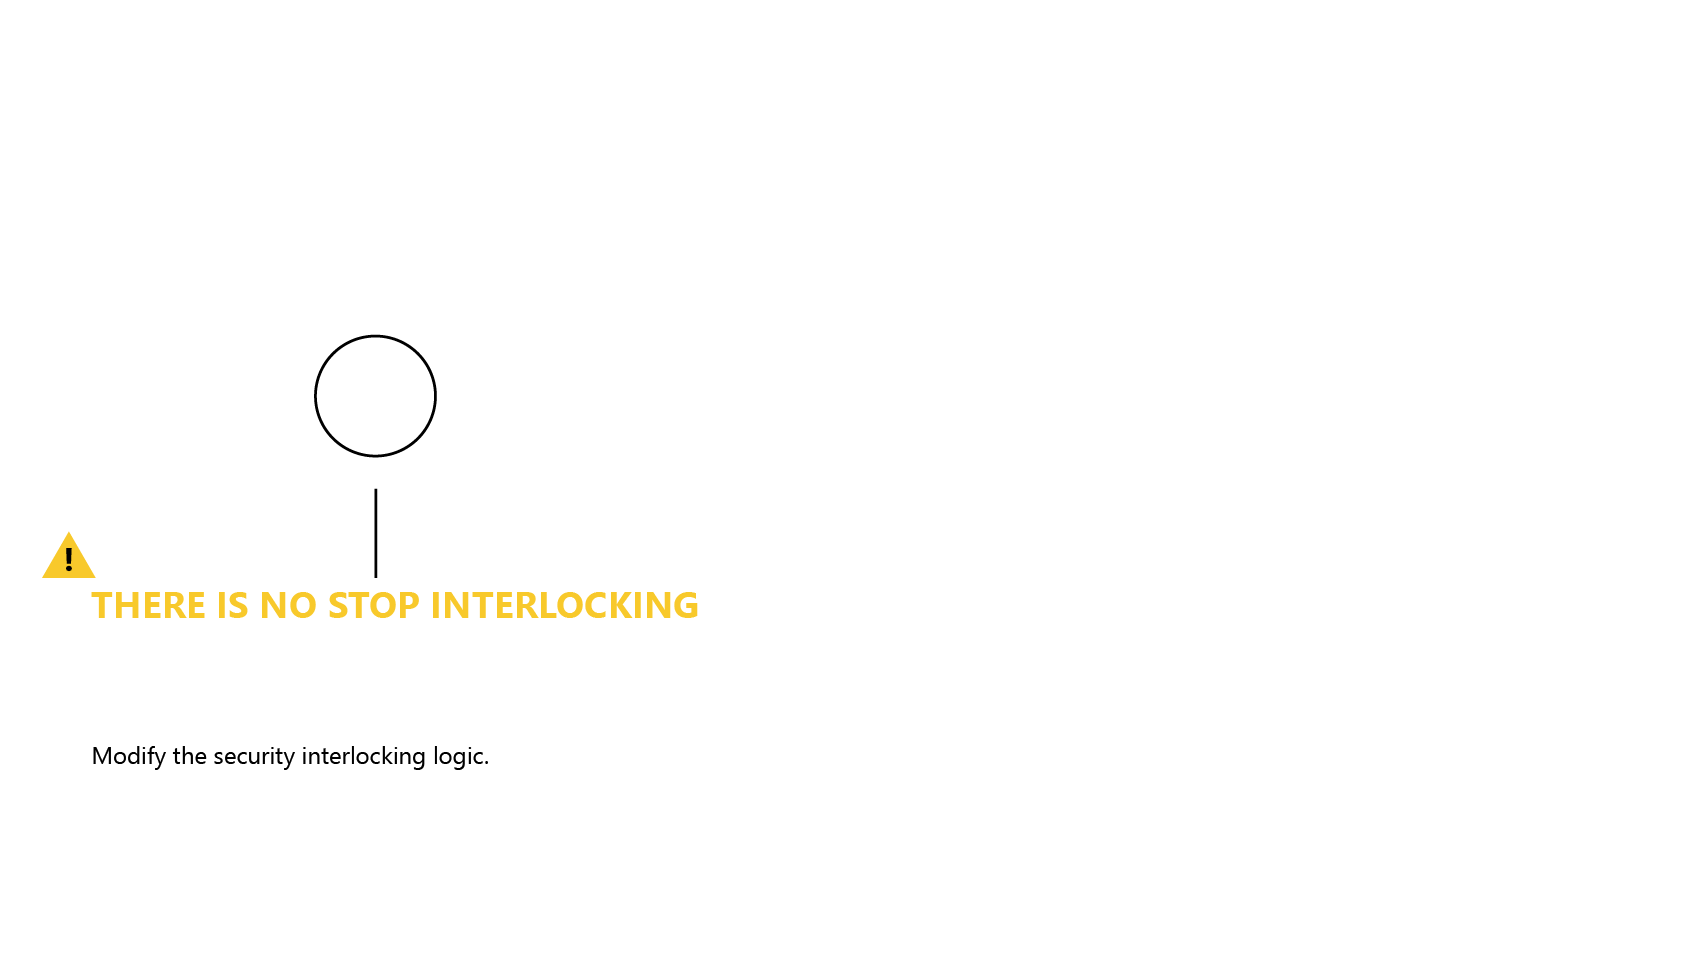 !
THERE IS NO STOP INTERLOCKING
Modify the security interlocking logic.